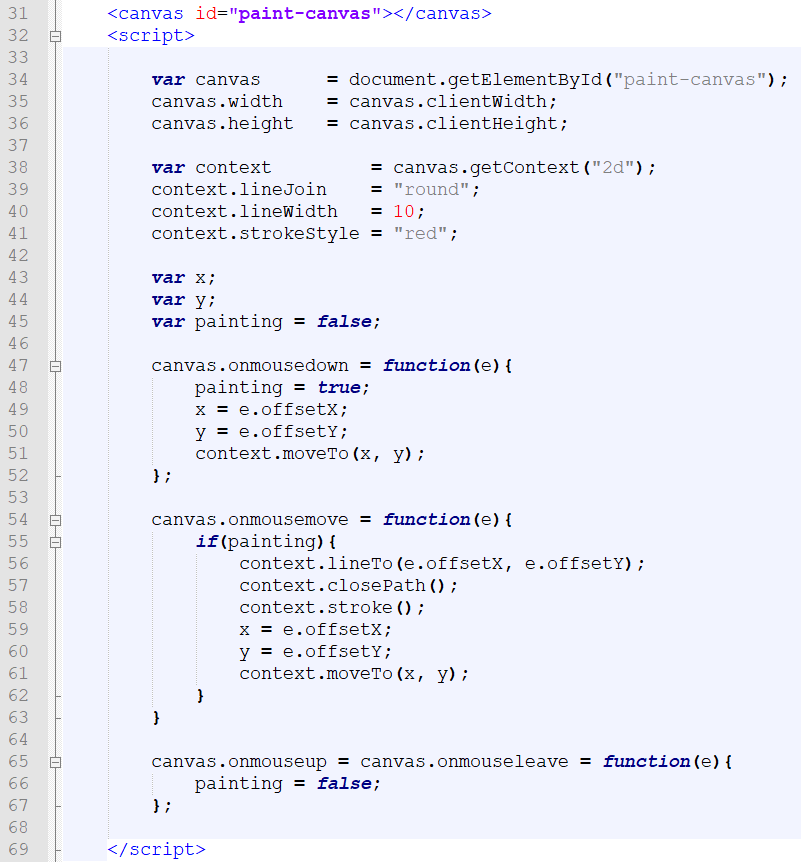 31 <canvas id="paint-canvas"></canvas>
32 <script>
33
34 var canvas      = document.getElementById("paint-canvas");
35 canvas.width    = canvas.clientWidth;
36 canvas.height   = canvas.clientHeight;
37
38 var context         = canvas.getContext("2d");
39 context.lineJoin    = "round";
40 context.lineWidth   = 10;
41 context.strokeStyle = "red";
42
43 var x;
44 var y;
45 var painting = false;
46
47 canvas.onmousedown = function(e){
48     painting = true;
49     x = e.offsetX;
50     y = e.offsetY;
51     context.moveTo(x, y);
52 };
53
54 canvas.onmousemove = function(e){
55     if(painting){
56         context.lineTo(e.offsetX, e.offsetY);
57         context.closePath();
58         context.stroke();
59         x = e.offsetX;
60         y = e.offsetY;
61         context.moveTo(x, y);
62     }
63 }
64
65 canvas.onmouseup = canvas.onmouseleave = function(e){
66     painting = false;
67 };
68
69 </script>